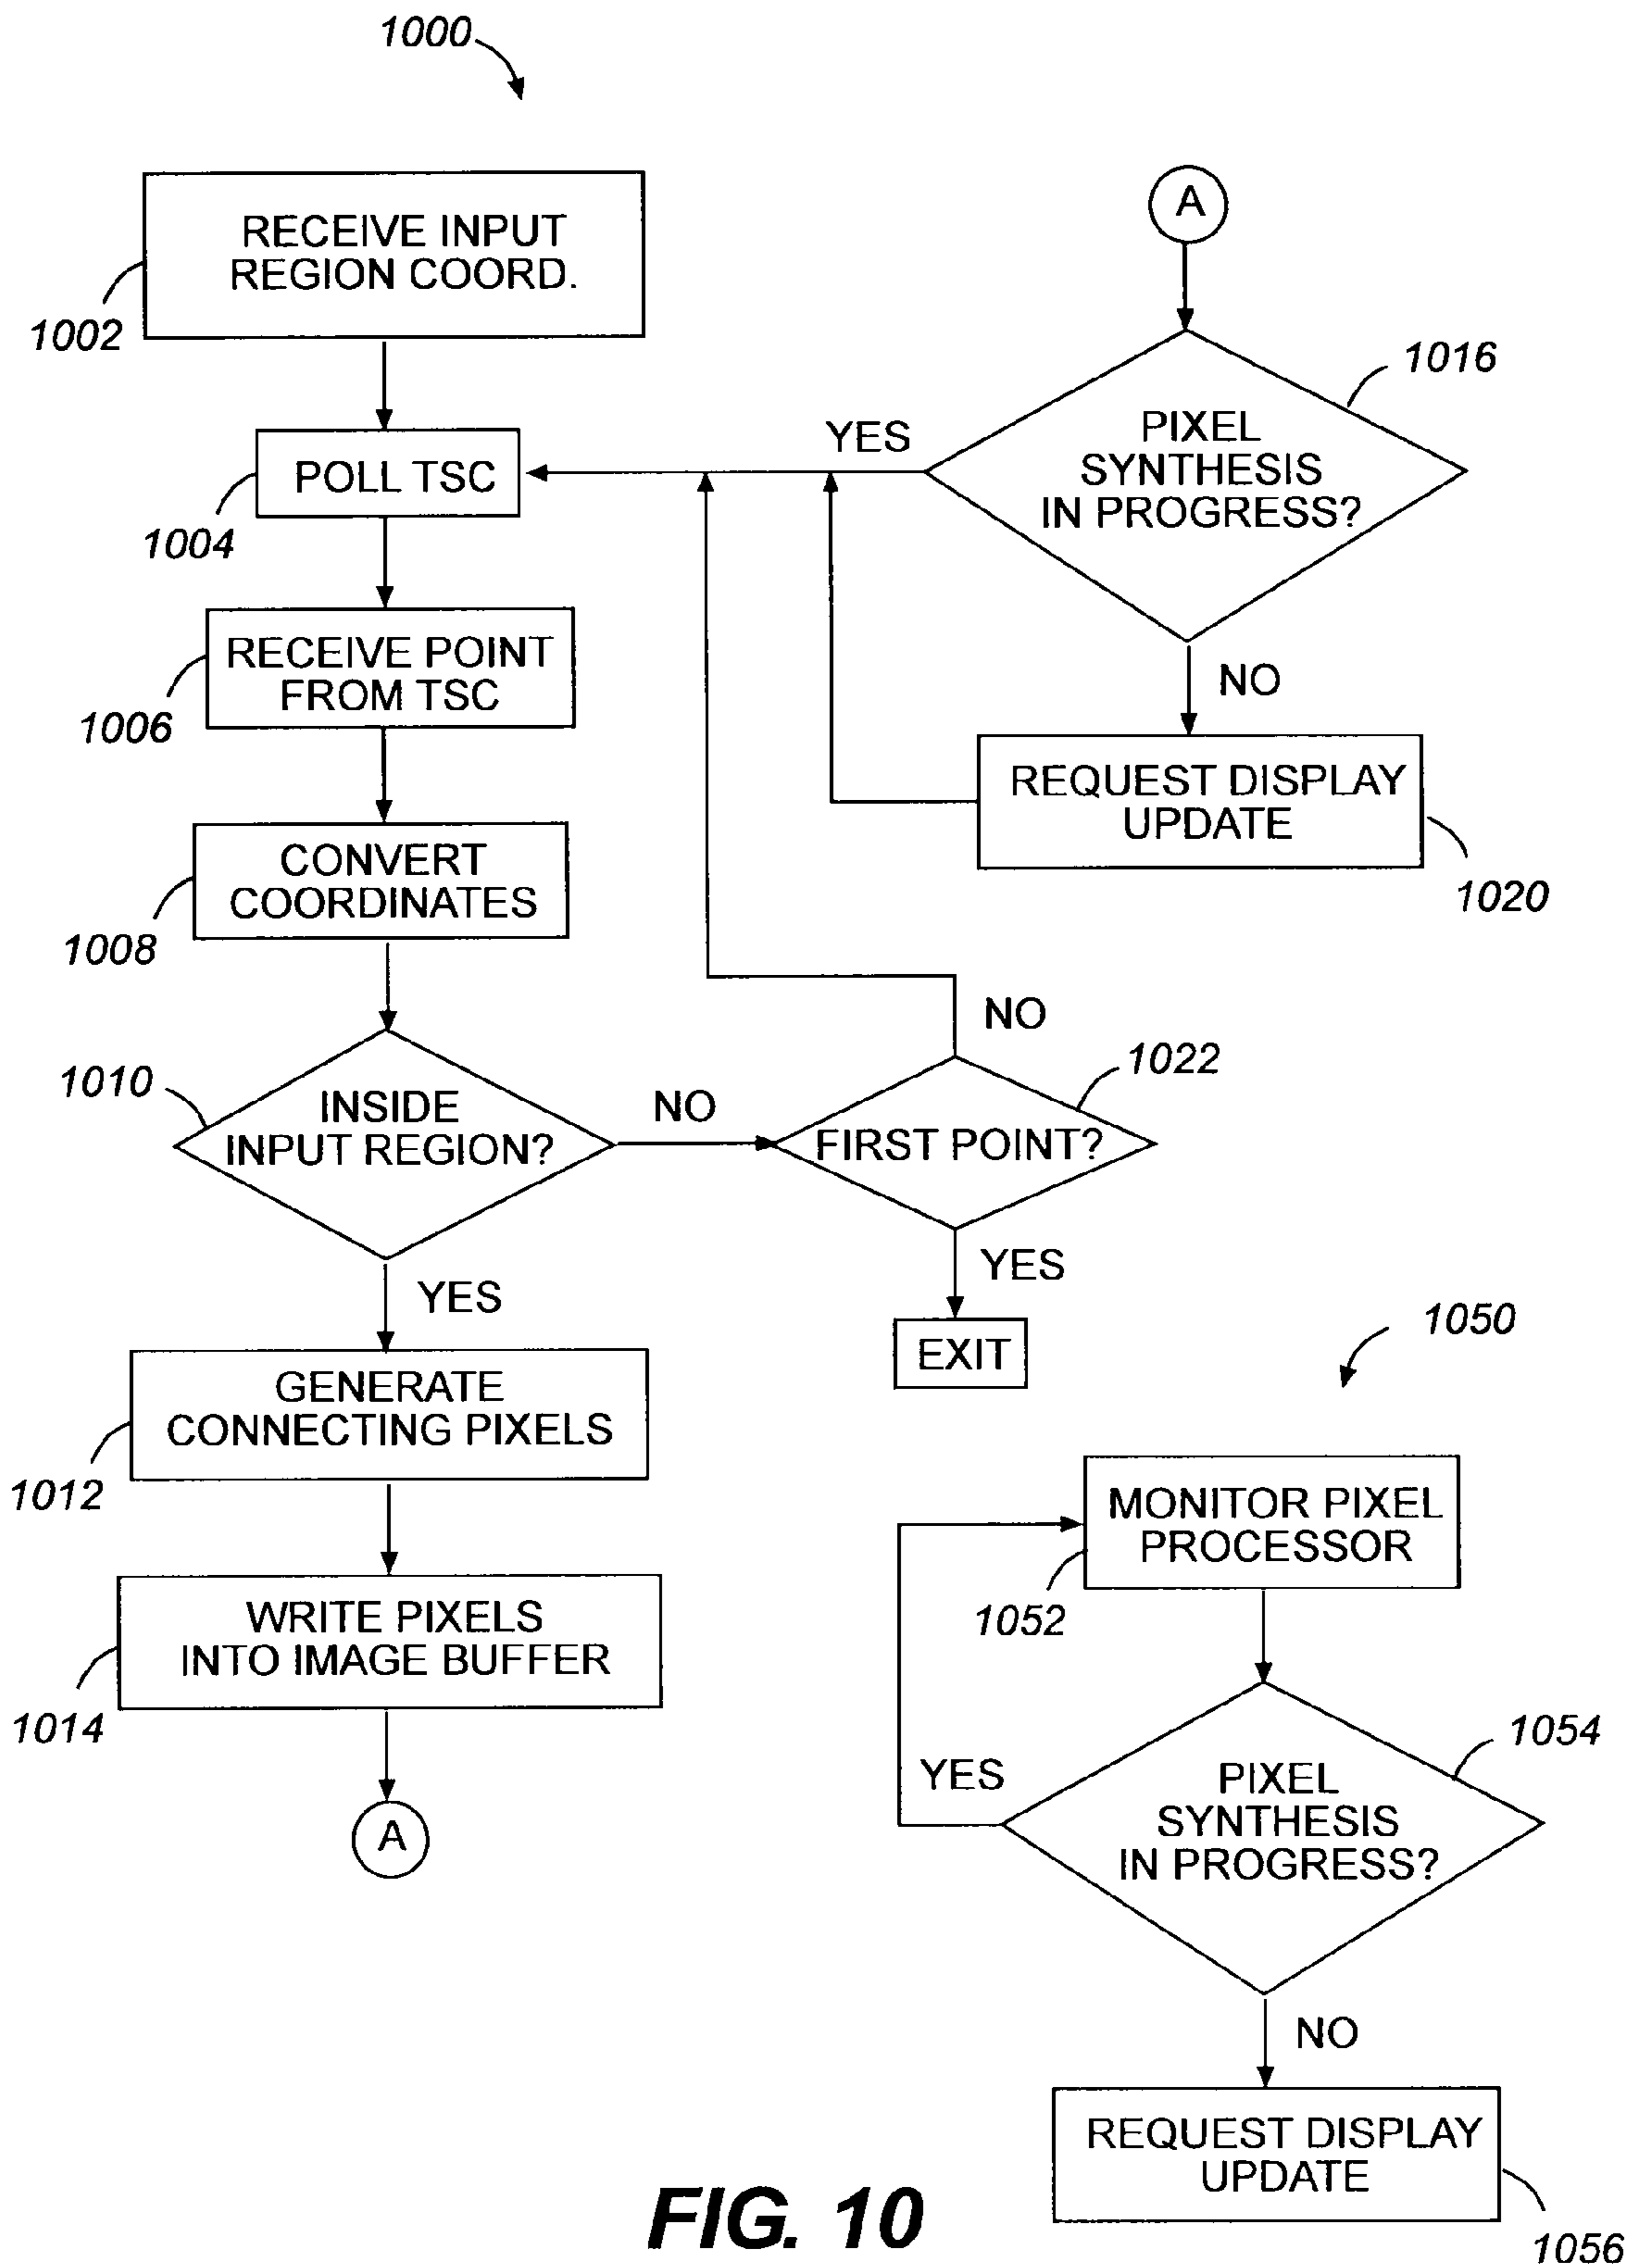 1000
RECEIVE INPUT
REGION COORD.
1002
POLL TSC
1004
RECEIVE POINT
FROM TSC
1006
CONVERT
COORDINATES
1008
INSIDE
INPUT REGION?
1010
NO
YES
GENERATE
CONNECTING PIXELS
1012
WRITE PIXELS
INTO IMAGE BUFFER
1014
A
A
PIXEL
SYNTHESIS
IN PROGRESS?
1016
YES
NO
REQUEST DISPLAY
UPDATE
1020
NO
FIRST POINT?
1022
YES
EXIT
1050
MONITOR PIXEL
PROCESSOR
1052
PIXEL
SYNTHESIS
IN PROGRESS?
1054
YES
NO
REQUEST DISPLAY
UPDATE
1056
FIG. 10